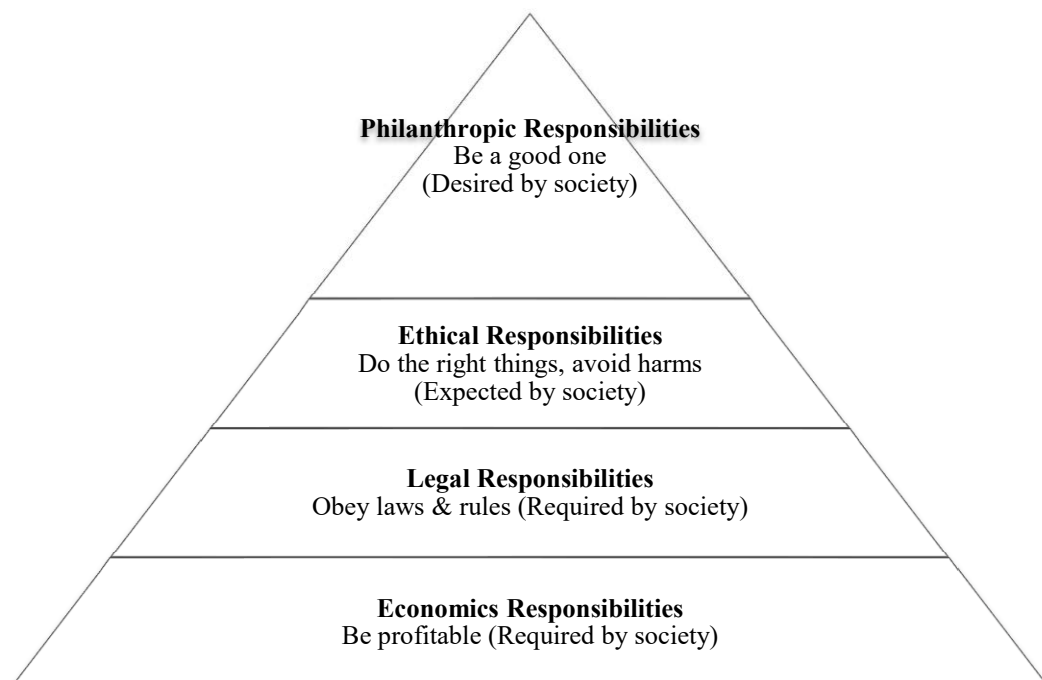 Philanthropic Responsibilities
Be a good one
(Desired by society)
Ethical Responsibilities
Do the right things, avoid harms
(Expected by society)
Legal Responsibilities
Obey laws & rules (Required by society)
Economics Responsibilities
Be profitable (Required by society)